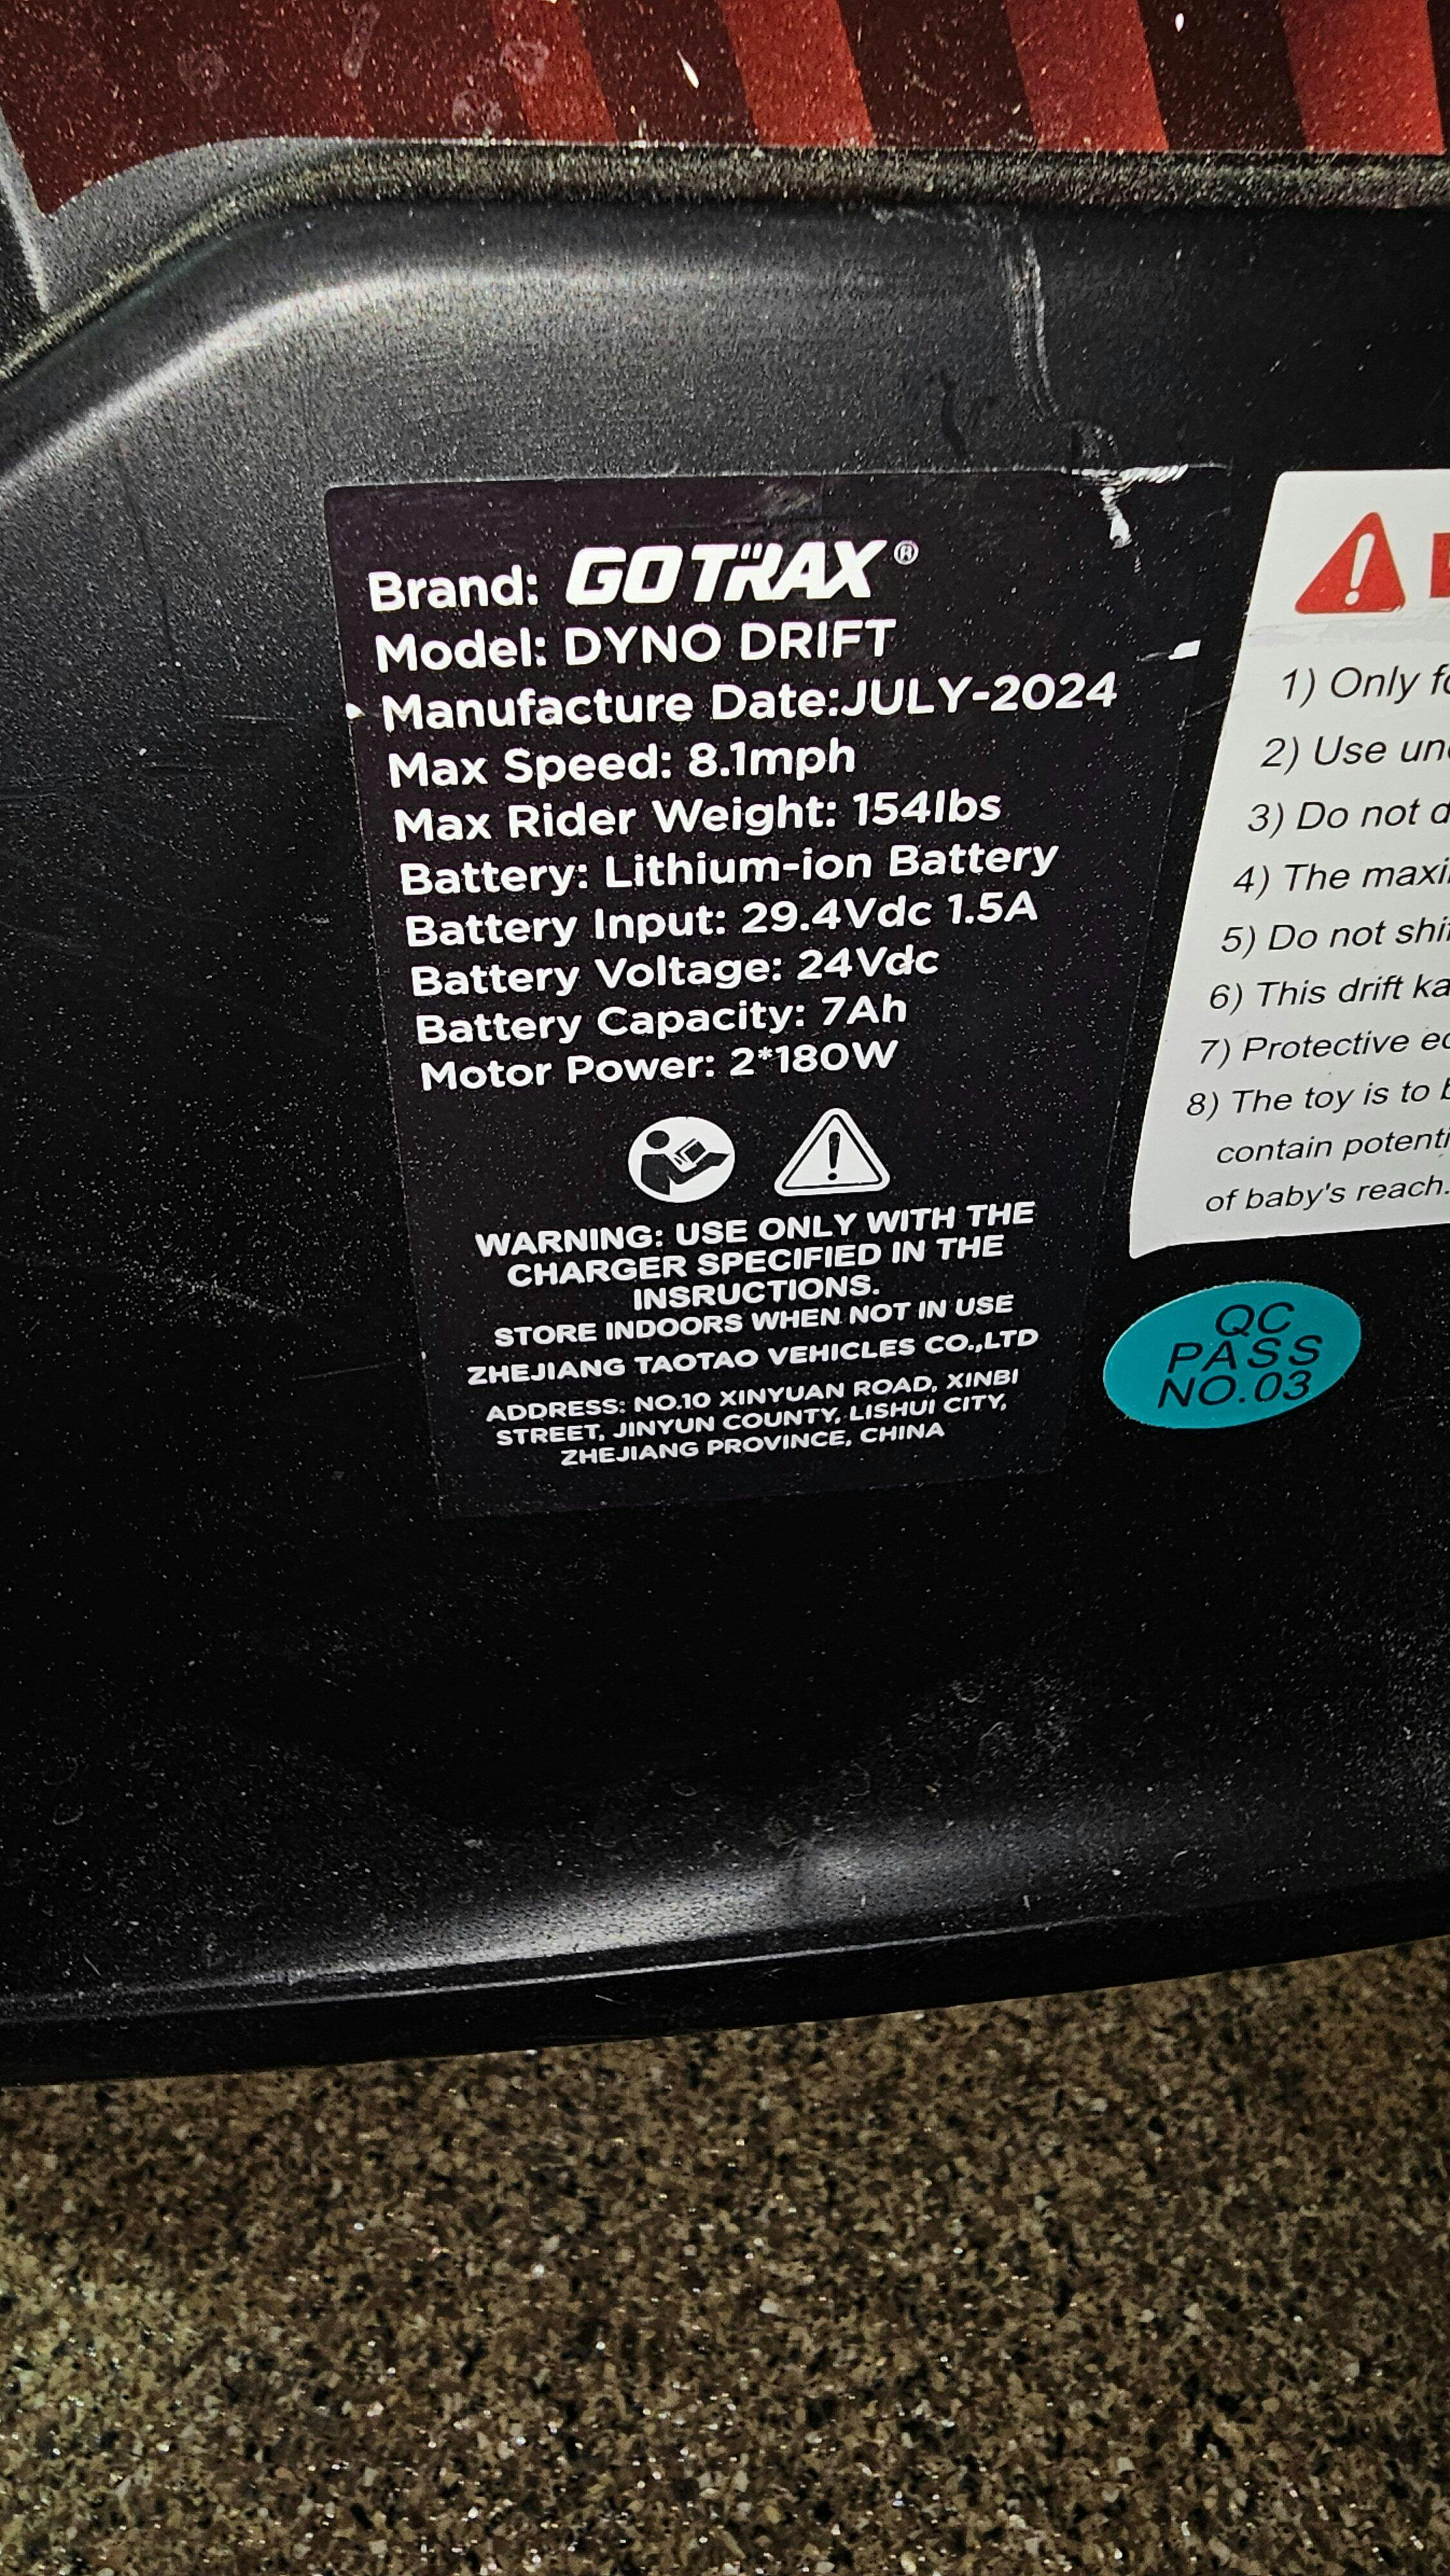 Brand: GOTRAX®
Model: DYNO DRIFT
Manufacture Date:JULY-2024
Max Speed: 8.1mph
Max Rider Weight: 154lbs
Battery: Lithium-ion Battery
Battery Input: 29.4Vdc 1.5A
Battery Voltage: 24Vdc
Battery Capacity: 7Ah
Motor Power: 2*180W
WARNING: USE ONLY WITH THE
CHARGER SPECIFIED IN THE
INSRUCTIONS.
STORE INDOORS WHEN NOT IN USE
ZHEJIANG TAOTAO VEHICLES CO.,LTD
ADDRESS: NO.10 XINYUAN ROAD, XINBI
STREET, JINYUN COUNTY, LISHUI CITY,
ZHEJIANG PROVINCE, CHINA
1) Only
2) Use
3) Do not
4) The
5) Do not
6) This drift
7) Protective
8) The toy is to
contain
of baby's reach.
QC
PASS
NO.03